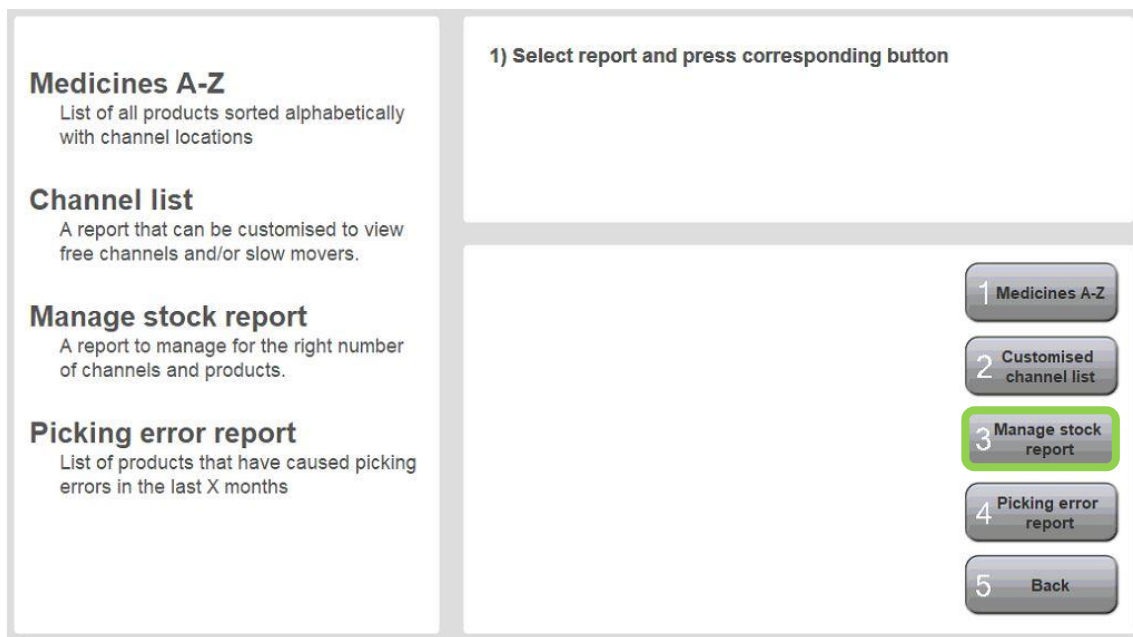 Medicines A-Z
List of all products sorted alphabetically
with channel locations
Channel list
A report that can be customised to view
free channels and/or slow movers.
Manage stock report
A report to manage for the right number
of channels and products.
Picking error report
List of products that have caused picking
errors in the last X months
1) Select report and press corresponding button
1 Medicines A-Z
2 Customised
channel list
3 Manage stock
report
4 Picking error
report
5 Back